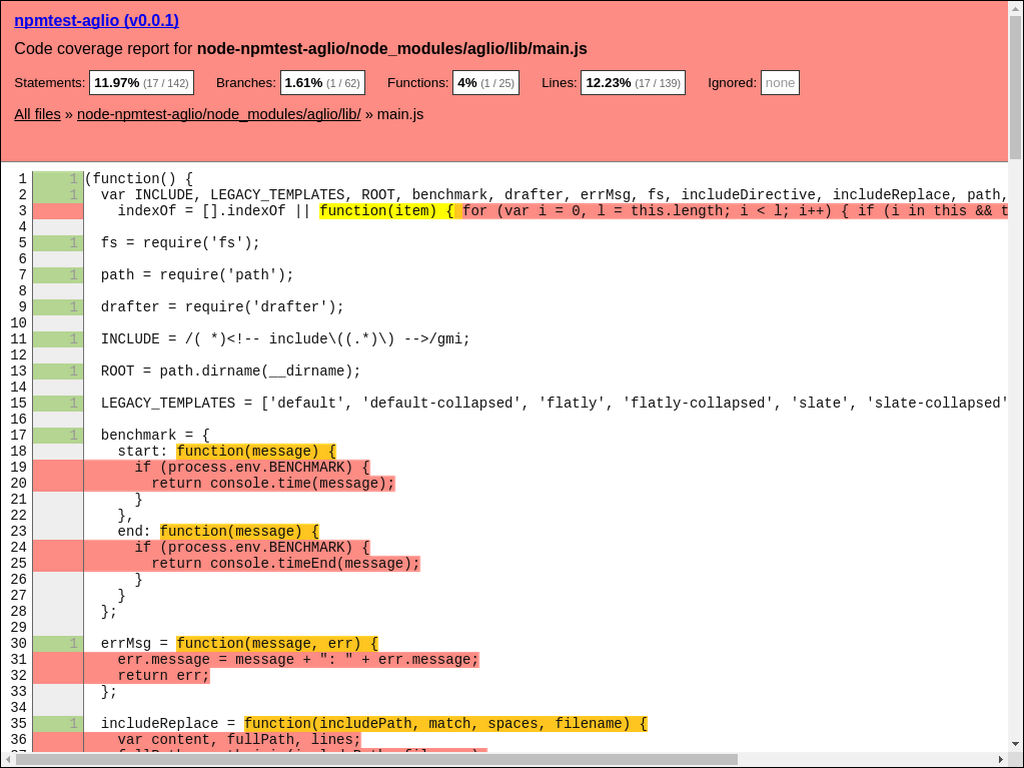 npmtest-aglio (v0.0.1)
Code coverage report for node-npmtest-aglio/node_modules/aglio/lib/main.js
Statements: 11.97% (17 / 142) Branches: 1.61% (1 / 62) Functions: 4% (1 / 25) Lines: 12.23% (17 / 139) Ignored: none
All files » node-npmtest-aglio/node_modules/aglio/lib/ » main.js
1 1 (function() {
2 1 var INCLUDE, LEGACY_TEMPLATES, ROOT, benchmark, drafter, errMsg, fs, includeDirective, includeReplace, path,
3 indexOf = [].indexOf || function(item) { for (var i = 0, l = this.length; i < l; i++) { if (i in this && t
4
5 1 fs = require('fs');
6
7 1 path = require('path');
8
9 1 drafter = require('drafter');
10
11 1 INCLUDE = /( *)<!-- include\((.*)\) -->/gmi;
12
13 1 ROOT = path.dirname(__dirname);
14
15 1 LEGACY_TEMPLATES = ['default', 'default-collapsed', 'flatly', 'flatly-collapsed', 'slate', 'slate-collapsed'
16
17 1 benchmark = {
18 start: function(message) {
19 if (process.env.BENCHMARK) {
20 return console.time(message);
21 }
22 },
23 end: function(message) {
24 if (process.env.BENCHMARK) {
25 return console.timeEnd(message);
26 }
27 }
28 };
29
30 1 errMsg = function(message, err) {
31 err.message = message + ": " + err.message;
32 return err;
33 };
34
35 1 includeReplace = function(includePath, match, spaces, filename) {
36 var content, fullPath, lines;